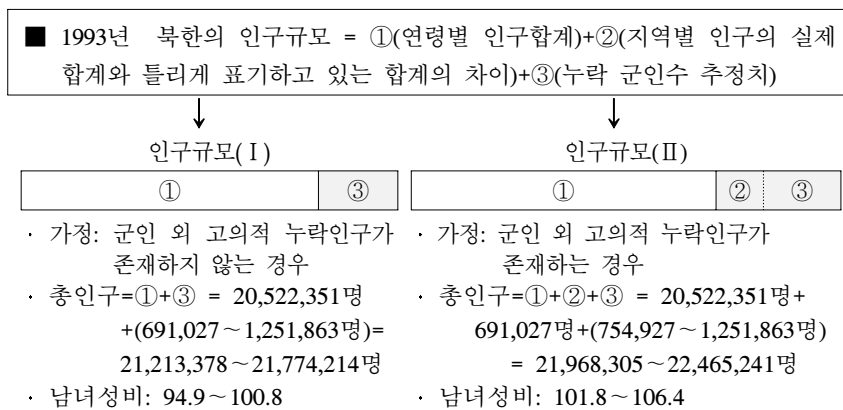 ■ 1993년 북한의 인구규모 = ①(연령별 인구합계)+②(지역별 인구의 실제
합계와 틀리게 표기하고 있는 합계의 차이)+③(누락 군인수 추정치)
인구규모(Ⅰ)
① ③
· 가정: 군인 외 고의적 누락인구가
존재하지 않는 경우
· 총인구=①+③ = 20,522,351명
+(691,027～1,251,863명)=
21,213,378～21,774,214명
· 남녀성비: 94.9～100.8
인구규모(Ⅱ)
① ② ③
· 가정: 군인 외 고의적 누락인구가
존재하는 경우
· 총인구=①+②+③ = 20,522,351명+
691,027명+(754,927～1,251,863명)
= 21,968,305～22,465,241명
· 남녀성비: 101.8～106.4